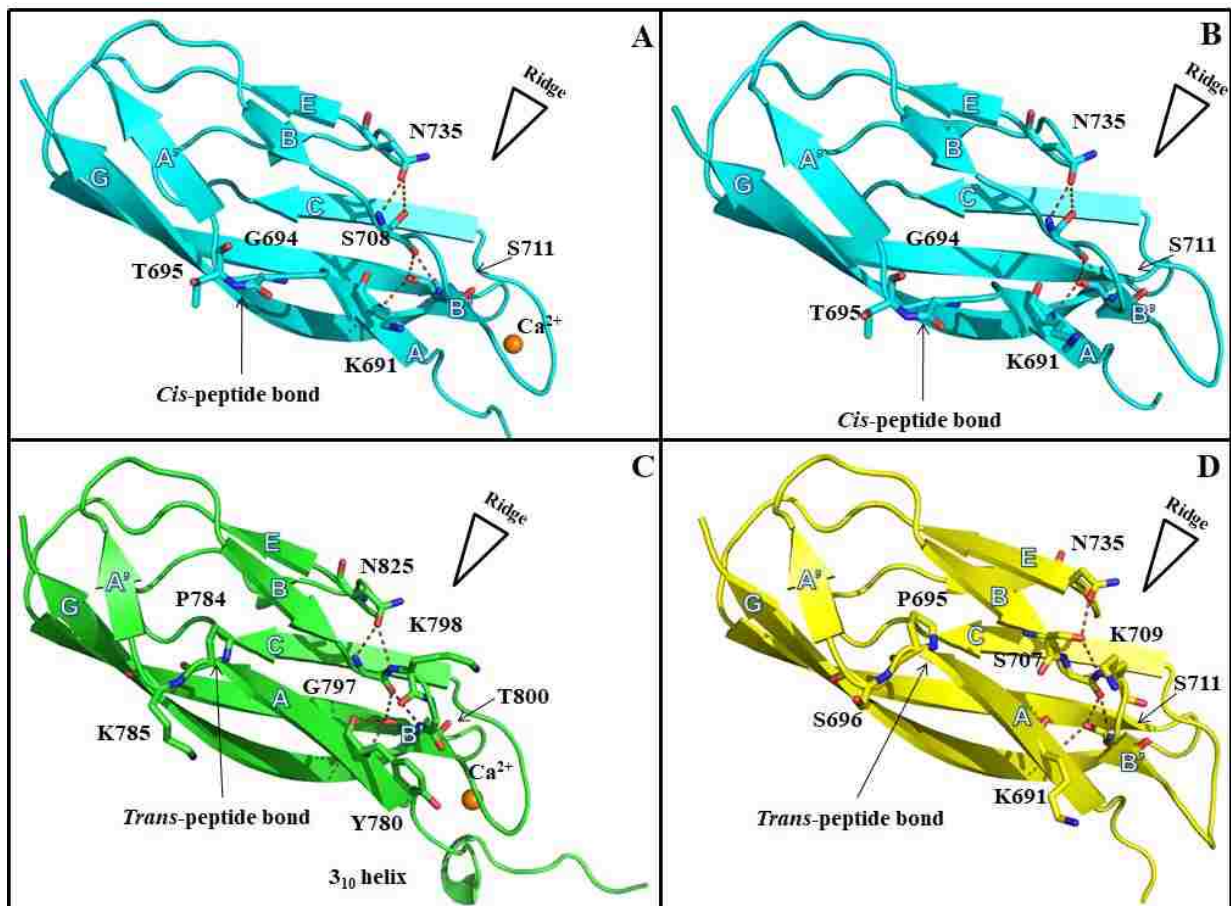 A
Ridge
E
N735
B
A'
G
C
G694
S708
S711
T695
B'
Ca²⁺
A
K691
Cis-peptide bond
B
Ridge
E
N735
B
A'
G
C
G694
S711
T695
B'
K691
A
Cis-peptide bond
C
Ridge
E
N825
A'
B
G
P784
K798
C
A
G797
T800
K785
B'
Ca²⁺
Trans-peptide bond
Y780
3₁₀ helix
D
Ridge
N735
E
A'
B
G
P695
K709
C
S707
S711
S696
A
B'
K691
Trans-peptide bond